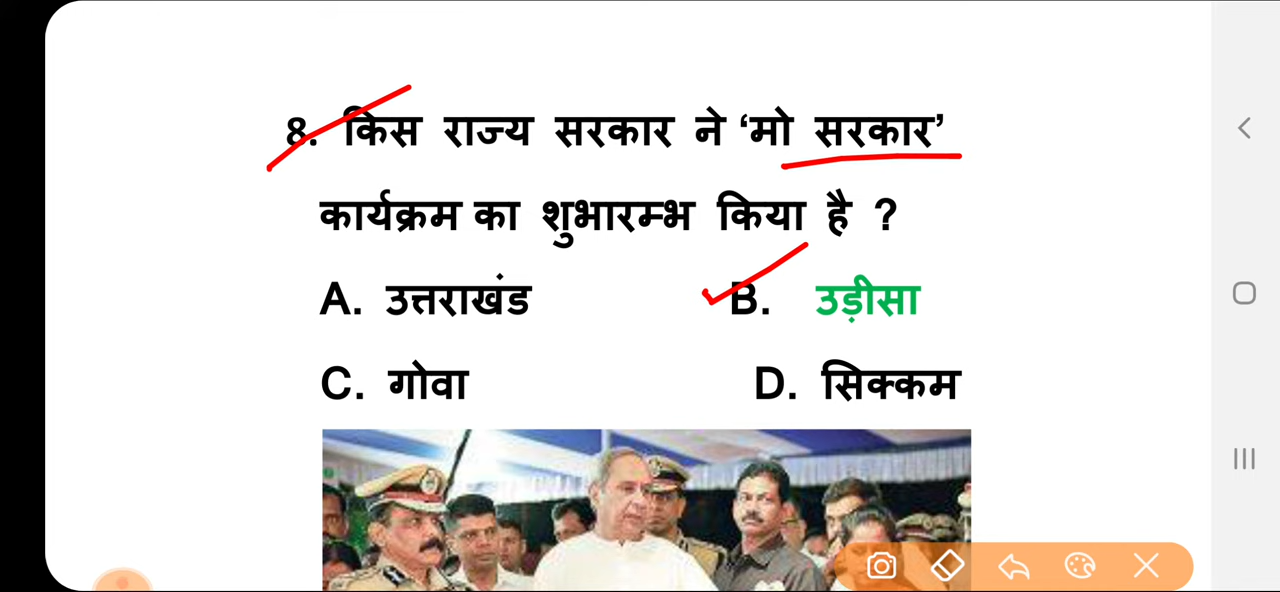 8. किस राज्य सरकार ने ‘मो सरकार’
कार्यक्रम का शुभारम्भ किया है ?
A. उत्तराखंड B. उड़ीसा
C. गोवा D. सिक्कम